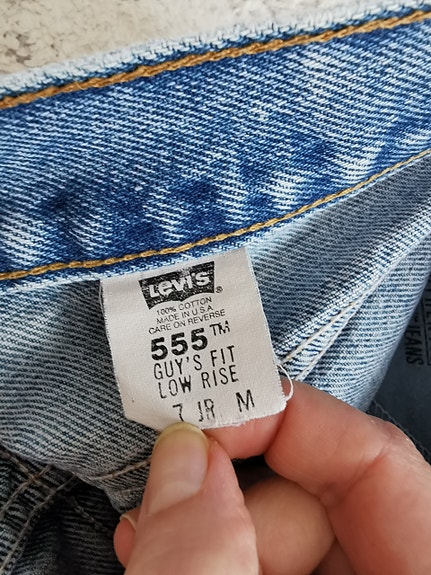 Levi's ®
100% COTTON
MADE IN U.S.A
CARE ON REVERSE
555™
GUY'S FIT
LOW RISE
7 JR M